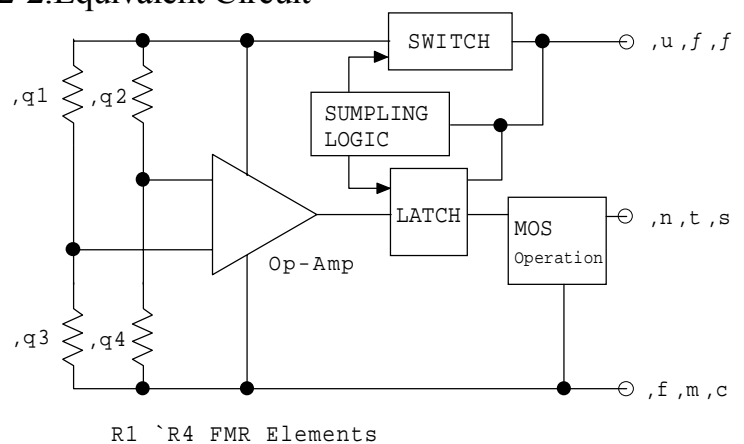 2-2.Equivalent Circuit
SWITCH
,u,ƒ,ƒ
,q1
,q2
SUMPLING
LOGIC
LATCH
MOS
Operation
,n,t,s
Op-Amp
,q3
,q4
,f,m,c
R1 `R4 FMR Elements